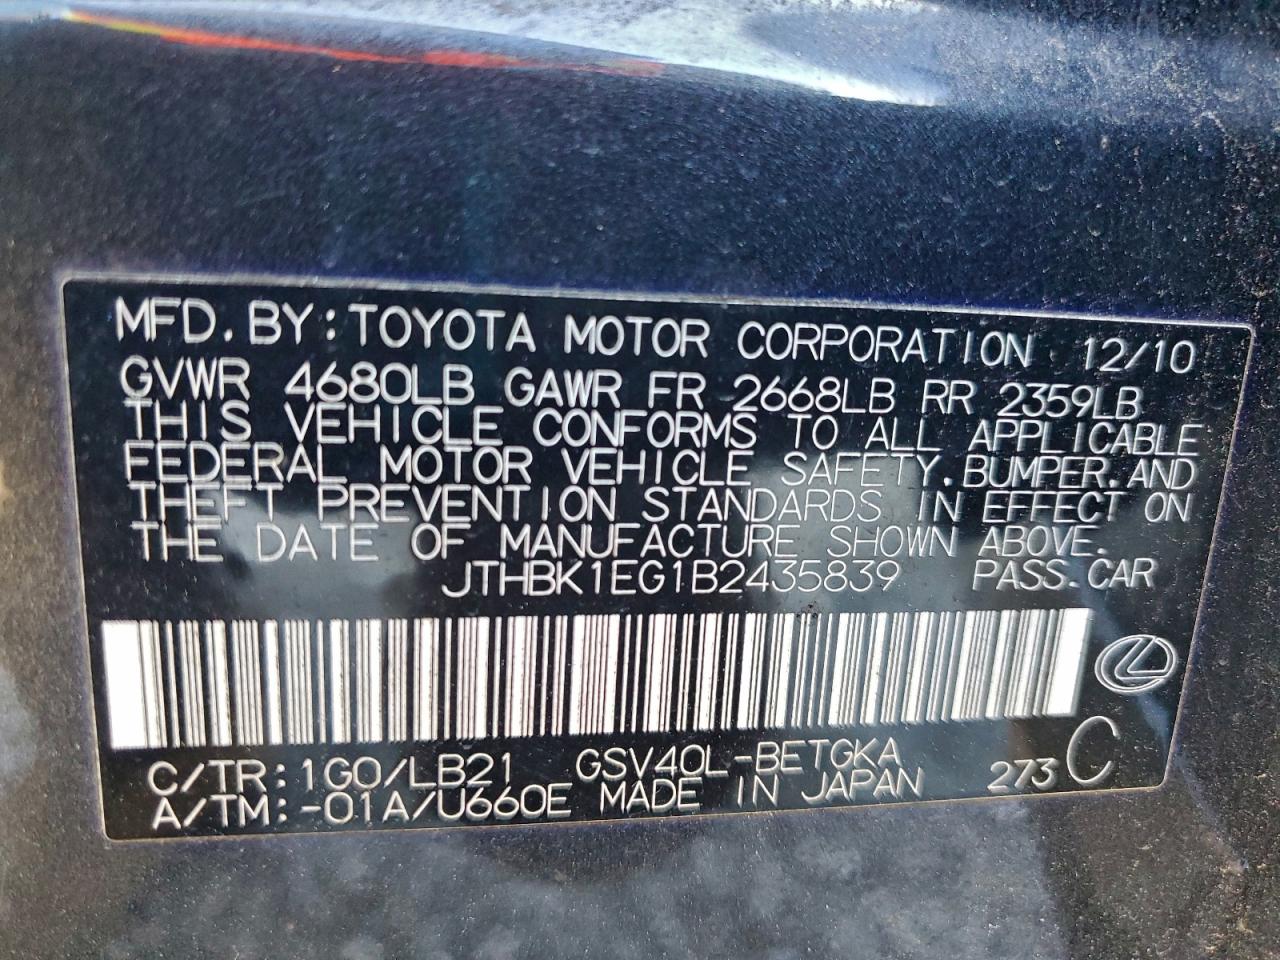 MFD. BY: TOYOTA MOTOR CORPORATION 12/10
GVWR 4680LB GAWR FR 2668LB RR 2359LB
THIS VEHICLE CONFORMS TO ALL APPLICABLE
FEDERAL MOTOR VEHICLE SAFETY, BUMPER, AND
THEFT PREVENTION STANDARDS IN EFFECT ON
THE DATE OF MANUFACTURE SHOWN ABOVE.
JTHBK1EG1B2435839 PASS. CAR
C/TR: 1G0/LB21 GSV40L-BETGKA 273 C
A/TM: -01A/U660E MADE IN JAPAN